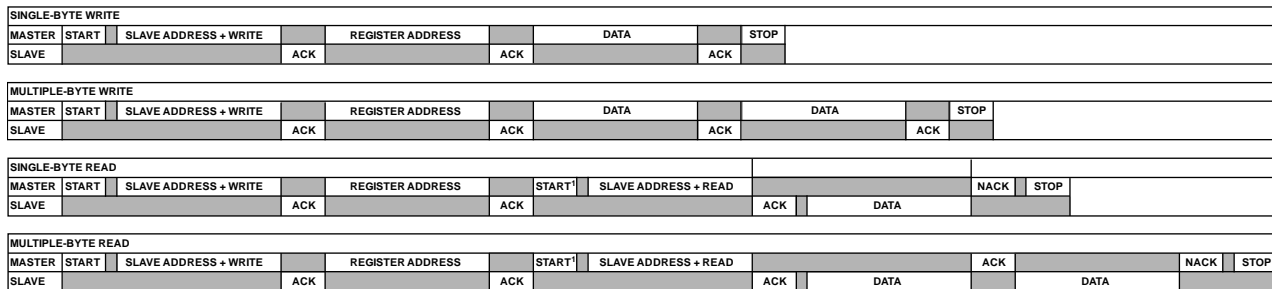 SINGLE-BYTE WRITE
MASTER START SLAVE ADDRESS + WRITE REGISTER ADDRESS DATA STOP
SLAVE ACK ACK ACK
MULTIPLE-BYTE WRITE
MASTER START SLAVE ADDRESS + WRITE REGISTER ADDRESS DATA DATA STOP
SLAVE ACK ACK ACK ACK
SINGLE-BYTE READ
MASTER START SLAVE ADDRESS + WRITE REGISTER ADDRESS START¹ SLAVE ADDRESS + READ NACK STOP
SLAVE ACK ACK ACK DATA
MULTIPLE-BYTE READ
MASTER START SLAVE ADDRESS + WRITE REGISTER ADDRESS START¹ SLAVE ADDRESS + READ ACK NACK STOP
SLAVE ACK ACK ACK DATA DATA